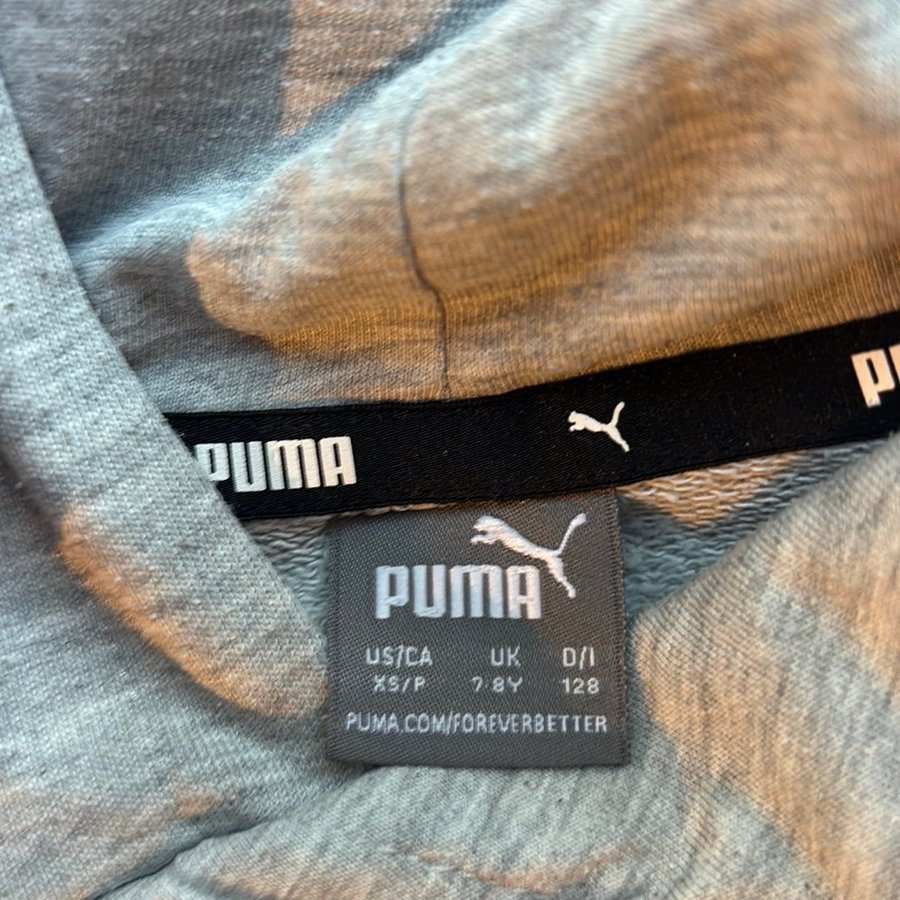 PUMA
P
PUMA
US/CA UK D/I
XS/P 7-8Y 128
PUMA.COM/FOREVERBETTER